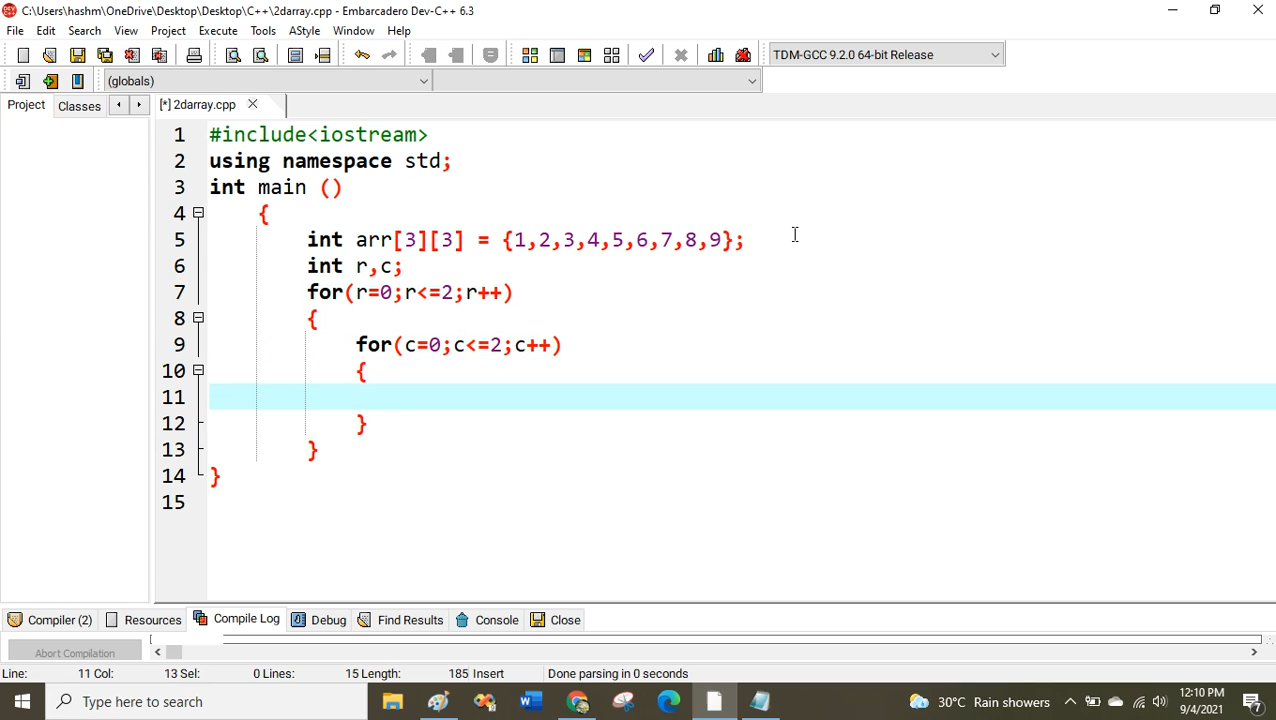 C:\Users\hashm\OneDrive\Desktop\Desktop\C++\2darray.cpp - Embarcadero Dev-C++ 6.3
File Edit Search View Project Execute Tools AStyle Window Help
TDM-GCC 9.2.0 64-bit Release
(globals)
Project Classes [*] 2darray.cpp
1 #include<iostream>
2 using namespace std;
3 int main ()
4 {
5 int arr[3][3] = {1,2,3,4,5,6,7,8,9};
6 int r,c;
7 for(r=0;r<=2;r++)
8 {
9 for(c=0;c<=2;c++)
10 {
11
12 }
13 }
14 }
15
Compiler (2) Resources Compile Log Debug Find Results Console Close
Abort Compilation
Line: 11 Col: 13 Sel: 0 Lines: 15 Length: 185 Insert Done parsing in 0 seconds
Type here to search
30°C Rain showers
12:10 PM
9/4/2021
7